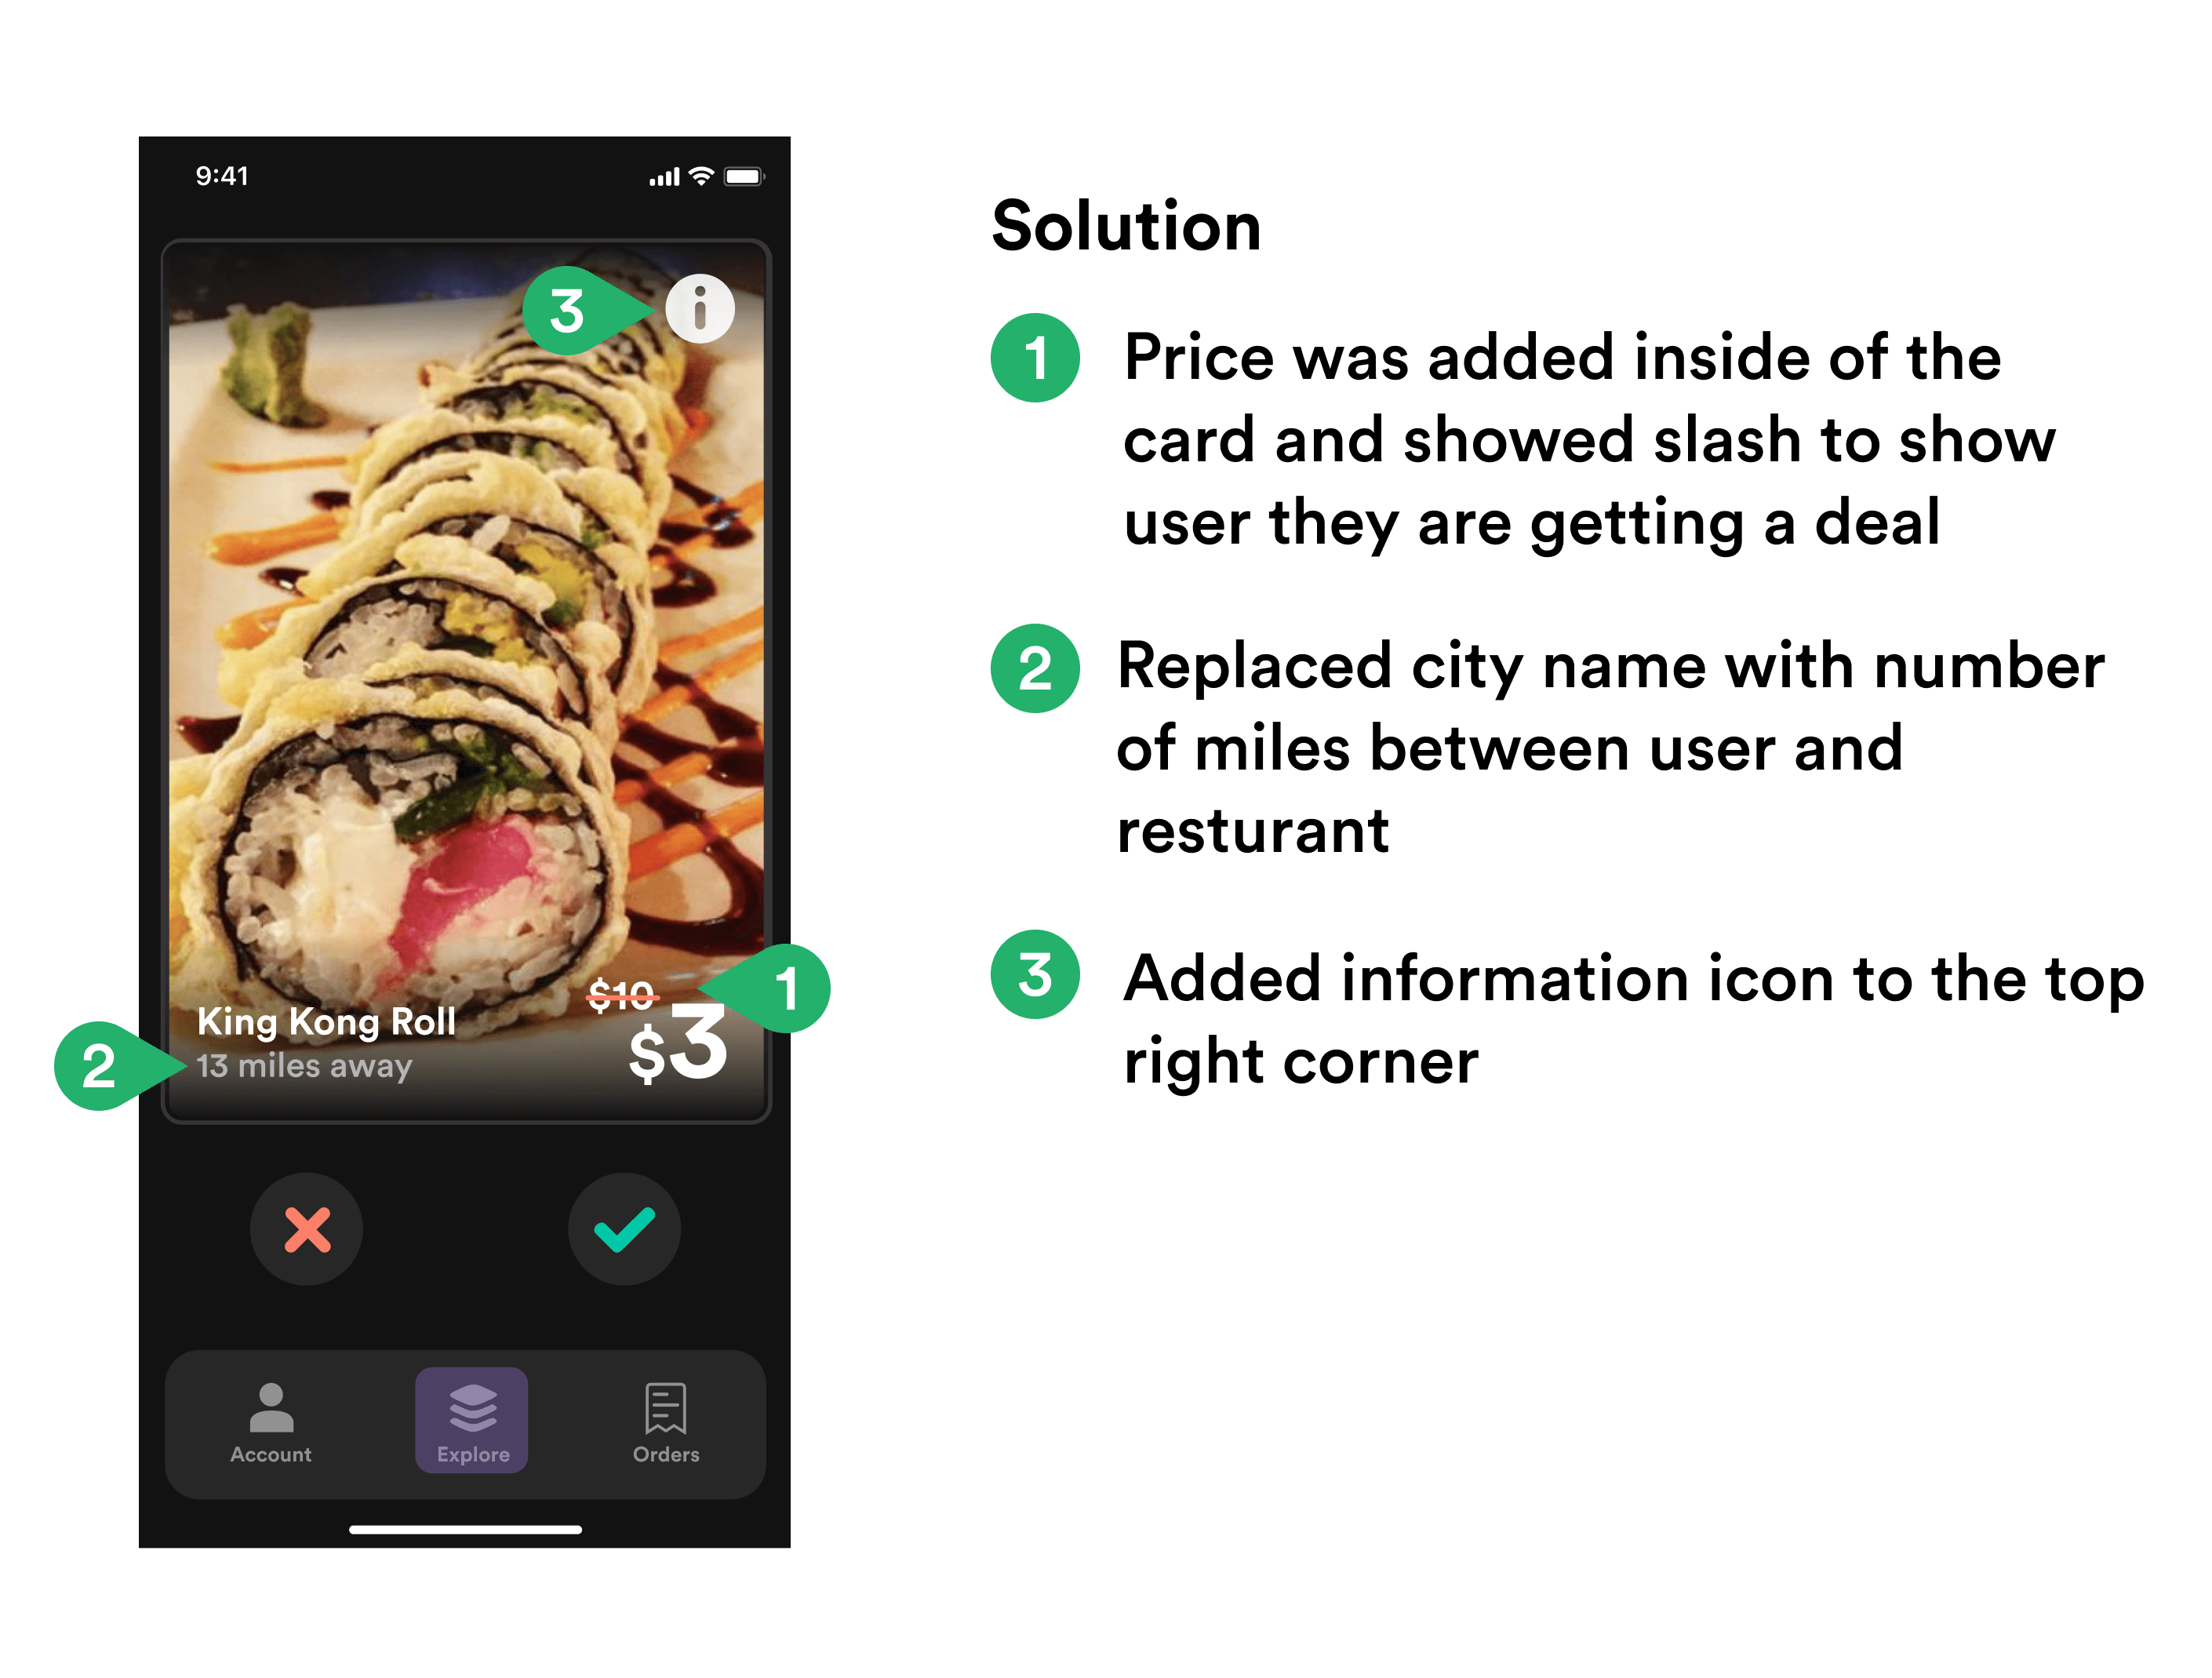 9:41
3
$10
1
King Kong Roll
$3
2
13 miles away
Account
Explore
Orders
Solution
1
Price was added inside of the
card and showed slash to show
user they are getting a deal
2
Replaced city name with number
of miles between user and
resturant
3
Added information icon to the top
right corner